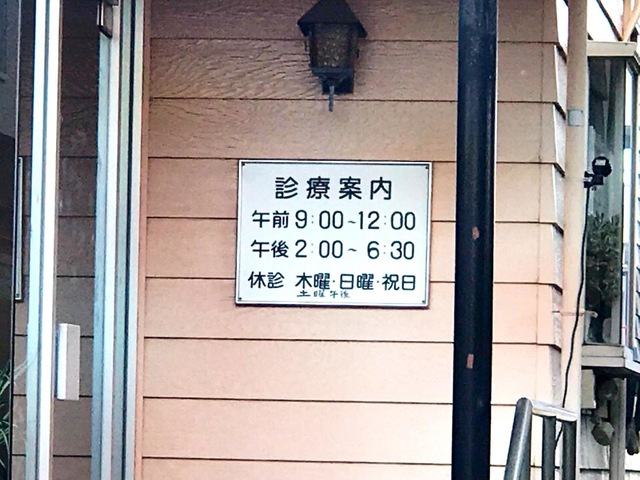 診療案内
午前 9:00~12:00
午後 2:00~ 6:30
休診 木曜・日曜・祝日
土曜午後